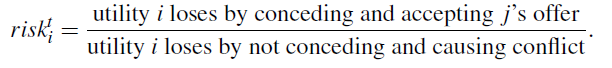 risk_i^t = utility i loses by conceding and accepting j's offer / utility i loses by not conceding and causing conflict.